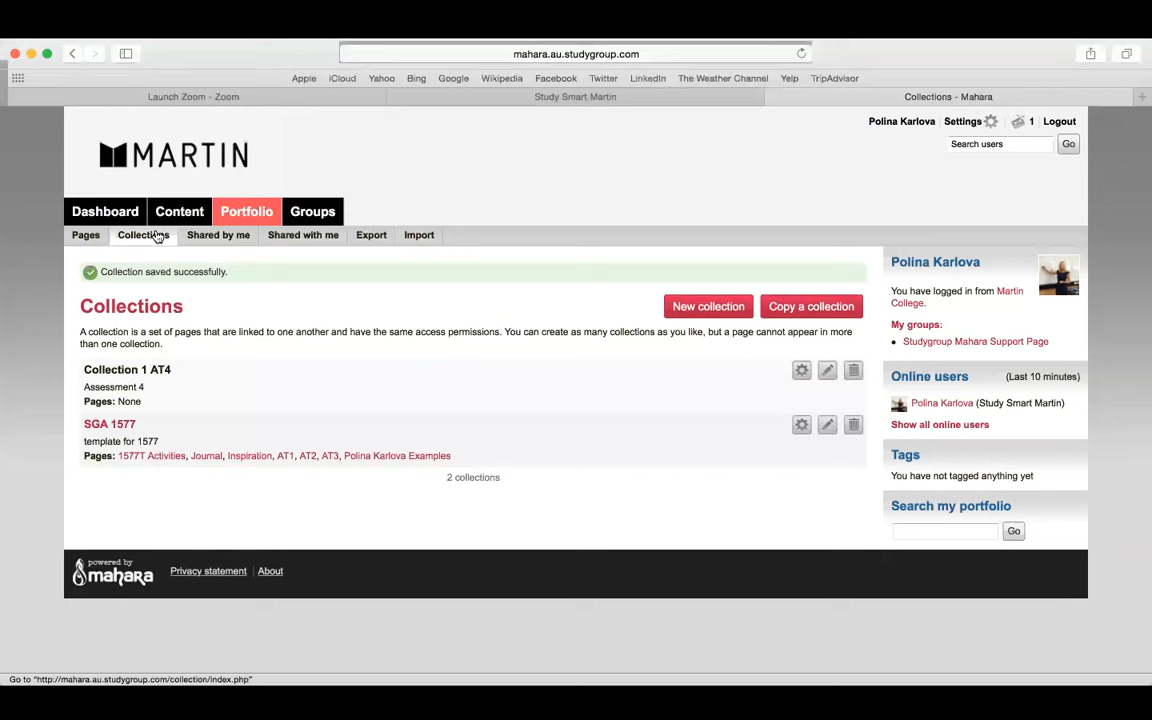 mahara.au.studygroup.com
Apple iCloud Yahoo Bing Google Wikipedia Facebook Twitter LinkedIn The Weather Channel Yelp TripAdvisor
Launch Zoom - Zoom Study Smart Martin Collections - Mahara
Polina Karlova Settings 1 Logout
MARTIN
Search users Go
Dashboard Content Portfolio Groups
Pages Collections Shared by me Shared with me Export Import
Collection saved successfully.
Collections New collection Copy a collection
A collection is a set of pages that are linked to one another and have the same access permissions. You can create as many collections as you like, but a page cannot appear in more
than one collection.
Collection 1 AT4
Assessment 4
Pages: None
SGA 1577
template for 1577
Pages: 1577T Activities, Journal, Inspiration, AT1, AT2, AT3, Polina Karlova Examples
2 collections
Polina Karlova
You have logged in from Martin
College.
My groups:
Studygroup Mahara Support Page
Online users (Last 10 minutes)
Polina Karlova (Study Smart Martin)
Show all online users
Tags
You have not tagged anything yet
Search my portfolio
Go
powered by
mahara
Privacy statement About
Go to "http://mahara.au.studygroup.com/collection/index.php"